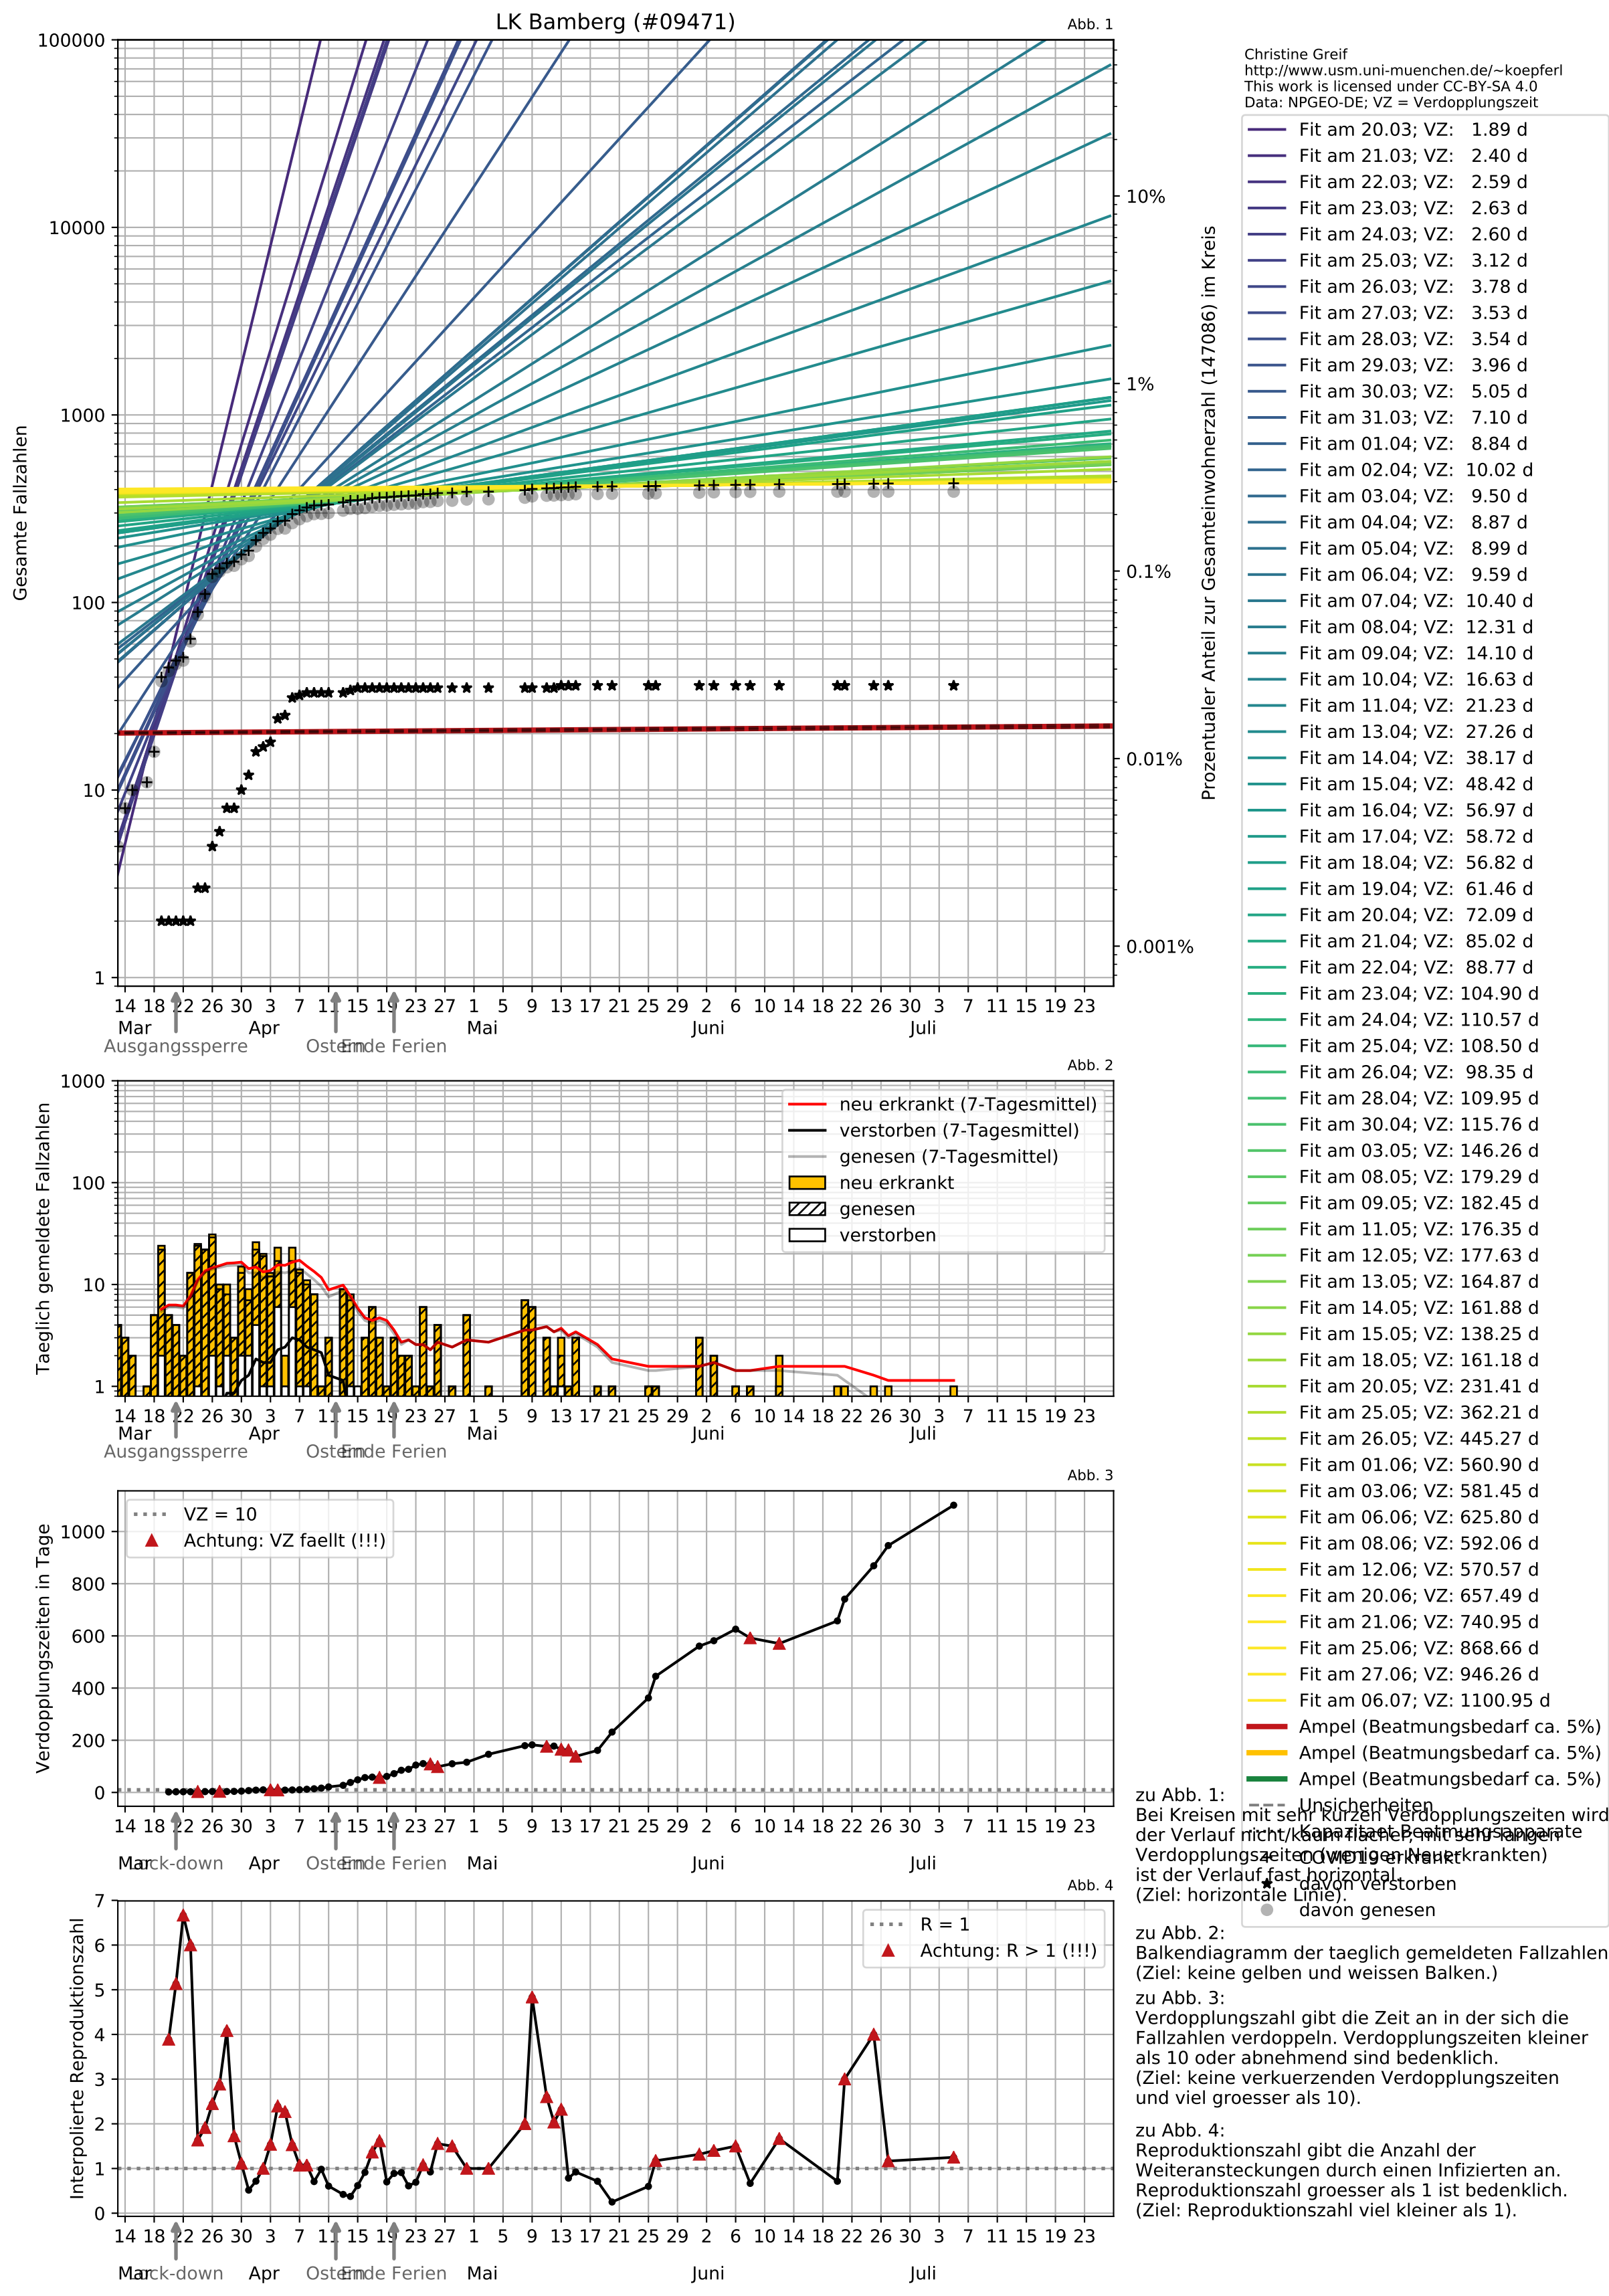 LK Bamberg (#09471)
Abb. 1
Christine Greif
http://www.usm.uni-muenchen.de/~koepferl
This work is licensed under CC-BY-SA 4.0
Data: NPGEO-DE; VZ = Verdopplungszeit
Gesamte Fallzahlen
100000
10000
1000
100
10
1
Prozentualer Anteil zur Gesamteinwohnerzahl (147086) im Kreis
10%
1%
0.1%
0.01%
0.001%
14 18 22 26 30 3 7 11 15 19 23 27 1 5 9 13 17 21 25 29 2 6 10 14 18 22 26 30 3 7 11 15 19 23
Mar Apr Mai Juni Juli
Ausgangssperre Ostern Ende Ferien
Fit am 20.03; VZ: 1.89 d
Fit am 21.03; VZ: 2.40 d
Fit am 22.03; VZ: 2.59 d
Fit am 23.03; VZ: 2.63 d
Fit am 24.03; VZ: 2.60 d
Fit am 25.03; VZ: 3.12 d
Fit am 26.03; VZ: 3.78 d
Fit am 27.03; VZ: 3.53 d
Fit am 28.03; VZ: 3.54 d
Fit am 29.03; VZ: 3.96 d
Fit am 30.03; VZ: 5.05 d
Fit am 31.03; VZ: 7.10 d
Fit am 01.04; VZ: 8.84 d
Fit am 02.04; VZ: 10.02 d
Fit am 03.04; VZ: 9.50 d
Fit am 04.04; VZ: 8.87 d
Fit am 05.04; VZ: 8.99 d
Fit am 06.04; VZ: 9.59 d
Fit am 07.04; VZ: 10.40 d
Fit am 08.04; VZ: 12.31 d
Fit am 09.04; VZ: 14.10 d
Fit am 10.04; VZ: 16.63 d
Fit am 11.04; VZ: 21.23 d
Fit am 13.04; VZ: 27.26 d
Fit am 14.04; VZ: 38.17 d
Fit am 15.04; VZ: 48.42 d
Fit am 16.04; VZ: 56.97 d
Fit am 17.04; VZ: 58.72 d
Fit am 18.04; VZ: 56.82 d
Fit am 19.04; VZ: 61.46 d
Fit am 20.04; VZ: 72.09 d
Fit am 21.04; VZ: 85.02 d
Fit am 22.04; VZ: 88.77 d
Fit am 23.04; VZ: 104.90 d
Fit am 24.04; VZ: 110.57 d
Fit am 25.04; VZ: 108.50 d
Fit am 26.04; VZ: 98.35 d
Fit am 28.04; VZ: 109.95 d
Fit am 30.04; VZ: 115.76 d
Fit am 03.05; VZ: 146.26 d
Fit am 08.05; VZ: 179.29 d
Fit am 09.05; VZ: 182.45 d
Fit am 11.05; VZ: 176.35 d
Fit am 12.05; VZ: 177.63 d
Fit am 13.05; VZ: 164.87 d
Fit am 14.05; VZ: 161.88 d
Fit am 15.05; VZ: 138.25 d
Fit am 18.05; VZ: 161.18 d
Fit am 20.05; VZ: 231.41 d
Fit am 25.05; VZ: 362.21 d
Fit am 26.05; VZ: 445.27 d
Fit am 01.06; VZ: 560.90 d
Fit am 03.06; VZ: 581.45 d
Fit am 06.06; VZ: 625.80 d
Fit am 08.06; VZ: 592.06 d
Fit am 12.06; VZ: 570.57 d
Fit am 20.06; VZ: 657.49 d
Fit am 21.06; VZ: 740.95 d
Fit am 25.06; VZ: 868.66 d
Fit am 27.06; VZ: 946.26 d
Fit am 06.07; VZ: 1100.95 d
Ampel (Beatmungsbedarf ca. 5%)
Ampel (Beatmungsbedarf ca. 5%)
Ampel (Beatmungsbedarf ca. 5%)
Unsicherheiten
Kapazitaet Beatmungsapparate
COVID19 erkrankt
davon verstorben
davon genesen
Abb. 2
Taeglich gemeldete Fallzahlen
1000
100
10
1
neu erkrankt (7-Tagesmittel)
verstorben (7-Tagesmittel)
genesen (7-Tagesmittel)
neu erkrankt
genesen
verstorben
14 18 22 26 30 3 7 11 15 19 23 27 1 5 9 13 17 21 25 29 2 6 10 14 18 22 26 30 3 7 11 15 19 23
Mar Apr Mai Juni Juli
Ausgangssperre Ostern Ende Ferien
Abb. 3
Verdopplungszeiten in Tage
1000
800
600
400
200
0
VZ = 10
Achtung: VZ faellt (!!!)
14 18 22 26 30 3 7 11 15 19 23 27 1 5 9 13 17 21 25 29 2 6 10 14 18 22 26 30 3 7 11 15 19 23
Mar Apr Mai Juni Juli
Lock-down Ostern Ende Ferien
Abb. 4
Interpolierte Reproduktionszahl
7
6
5
4
3
2
1
0
R = 1
Achtung: R > 1 (!!!)
14 18 22 26 30 3 7 11 15 19 23 27 1 5 9 13 17 21 25 29 2 6 10 14 18 22 26 30 3 7 11 15 19 23
Mar Apr Mai Juni Juli
Lock-down Ostern Ende Ferien
zu Abb. 1:
Bei Kreisen mit sehr kurzen Verdopplungszeiten wird
der Verlauf nicht/kaum flacher, mit sehr langen
Verdopplungszeiten (wenigen Neuerkrankten)
ist der Verlauf fast horizontal.
(Ziel: horizontale Linie).
zu Abb. 2:
Balkendiagramm der taeglich gemeldeten Fallzahlen
(Ziel: keine gelben und weissen Balken.)
zu Abb. 3:
Verdopplungszahl gibt die Zeit an in der sich die
Fallzahlen verdoppeln. Verdopplungszeiten kleiner
als 10 oder abnehmend sind bedenklich.
(Ziel: keine verkuerzenden Verdopplungszeiten
und viel groesser als 10).
zu Abb. 4:
Reproduktionszahl gibt die Anzahl der
Weiteransteckungen durch einen Infizierten an.
Reproduktionszahl groesser als 1 ist bedenklich.
(Ziel: Reproduktionszahl viel kleiner als 1).